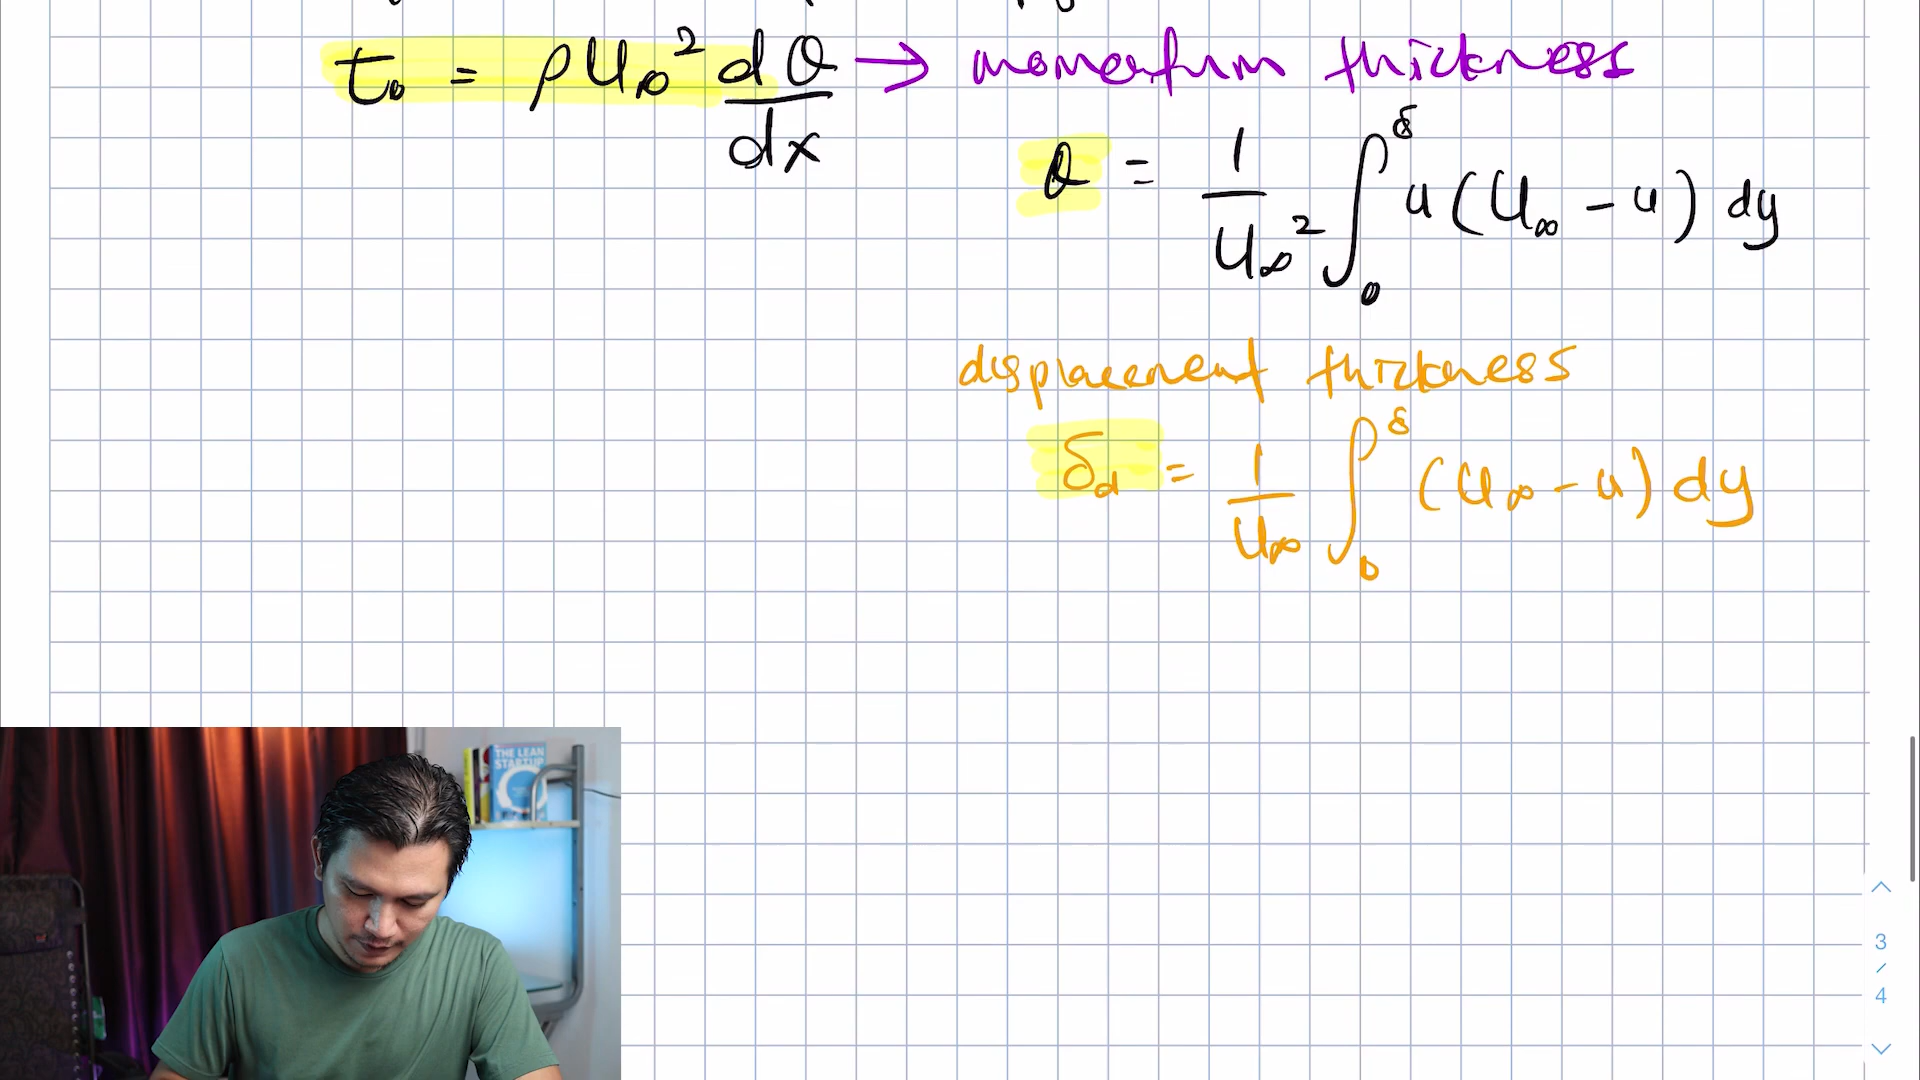 τ₀ = ρU∞² dθ/dx → momentum thickness
θ = 1/U∞² ∫₀^δ u(U∞ - u) dy
displacement thickness
δd = 1/U∞ ∫₀^δ (U∞ - u) dy
THE LEAN
STARTUP
3
/
4